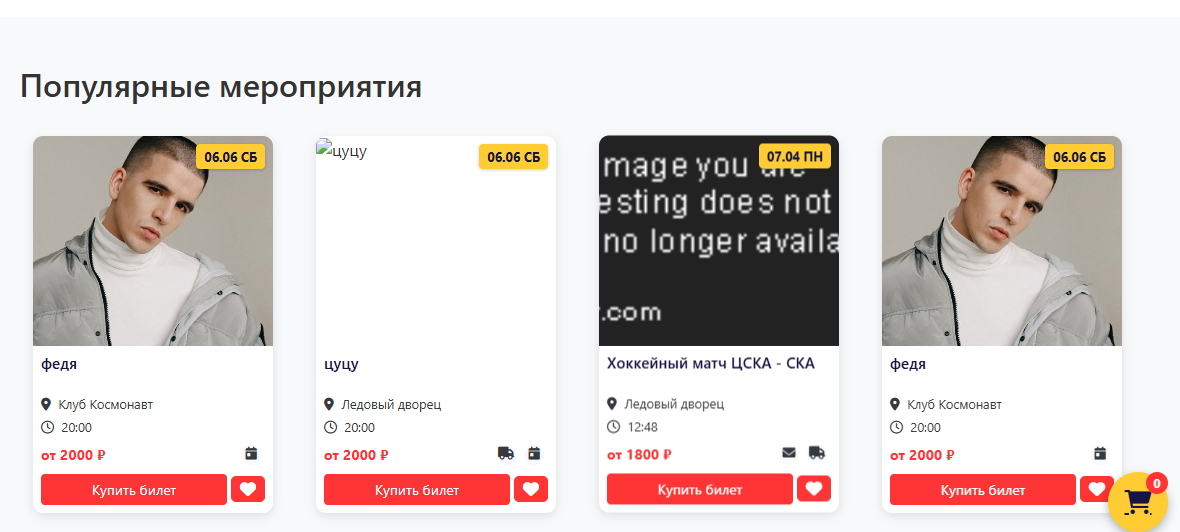 Популярные мероприятия
06.06 СБ
федя
Клуб Космонавт
20:00
от 2000 ₽
Купить билет
цуцу
06.06 СБ
цуцу
Ледовый дворец
20:00
от 2000 ₽
Купить билет
07.04 ПН
mage you are
esting does not
no longer availa
.com
Хоккейный матч ЦСКА - СКА
Ледовый дворец
12:48
от 1800 ₽
Купить билет
06.06 СБ
федя
Клуб Космонавт
20:00
от 2000 ₽
Купить билет
0